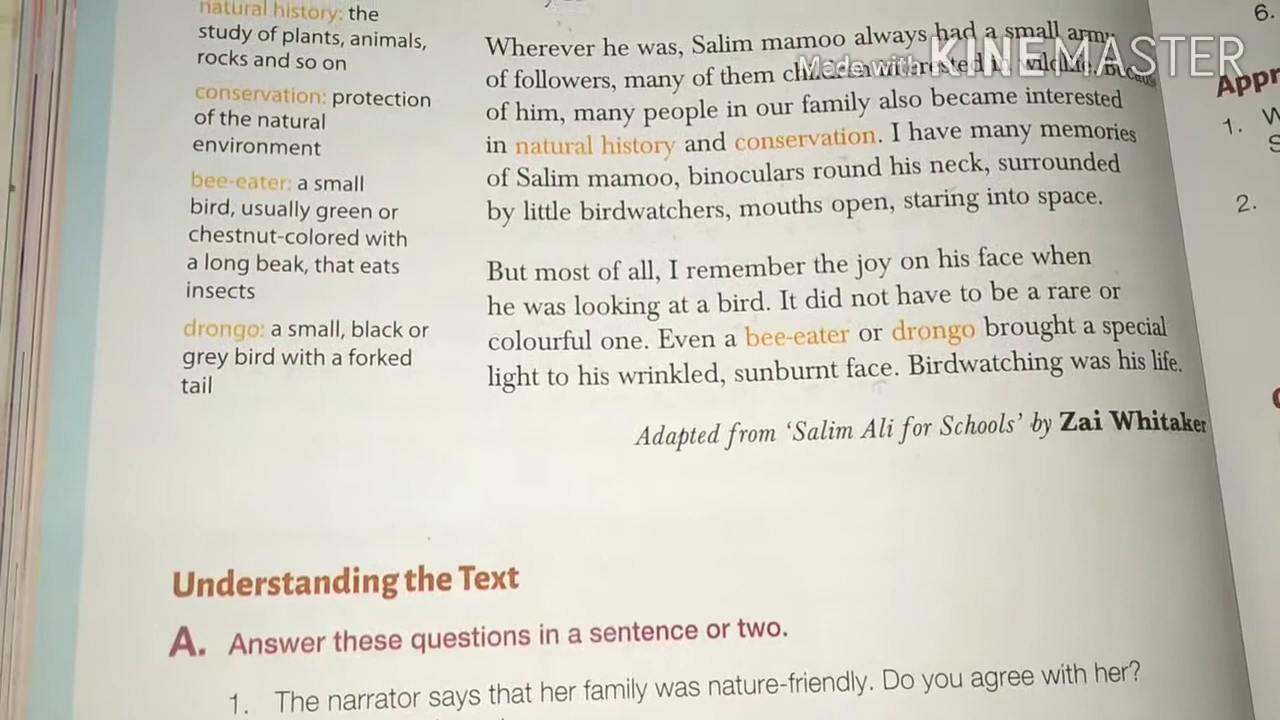 natural history: the
study of plants, animals,
rocks and so on
conservation: protection
of the natural
environment
bee-eater: a small
bird, usually green or
chestnut-colored with
a long beak, that eats
insects
drongo: a small, black or
grey bird with a forked
tail
Wherever he was, Salim mamoo always had a small army
of followers, many of them children interested in wildlife. Because
of him, many people in our family also became interested
in natural history and conservation. I have many memories
of Salim mamoo, binoculars round his neck, surrounded
by little birdwatchers, mouths open, staring into space.
But most of all, I remember the joy on his face when
he was looking at a bird. It did not have to be a rare or
colourful one. Even a bee-eater or drongo brought a special
light to his wrinkled, sunburnt face. Birdwatching was his life.
Adapted from ‘Salim Ali for Schools’ by Zai Whitaker
Understanding the Text
A. Answer these questions in a sentence or two.
1. The narrator says that her family was nature-friendly. Do you agree with her?
Made with KINEMASTER
6.
Appr
1. W
2.